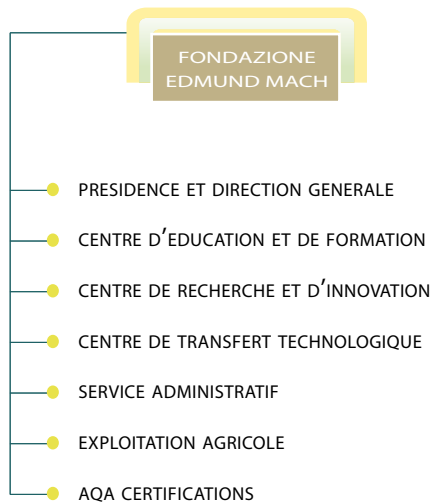 FONDAZIONE
EDMUND MACH
PRESIDENCE ET DIRECTION GENERALE
CENTRE D'EDUCATION ET DE FORMATION
CENTRE DE RECHERCHE ET D'INNOVATION
CENTRE DE TRANSFERT TECHNOLOGIQUE
SERVICE ADMINISTRATIF
EXPLOITATION AGRICOLE
AQA CERTIFICATIONS